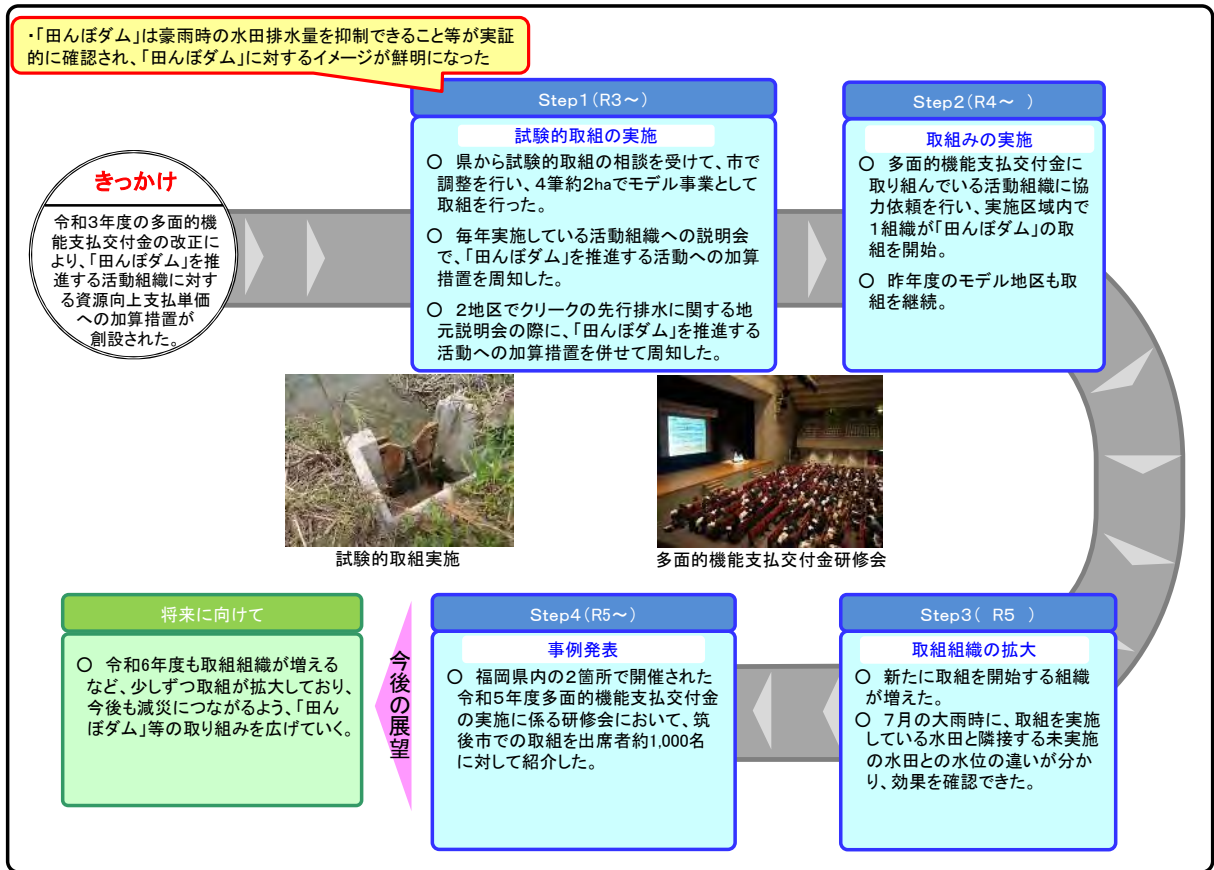 ・「田んぼダム」は豪雨時の水田排水量を抑制できること等が実証
的に確認され、「田んぼダム」に対するイメージが鮮明になった
きっかけ
令和3年度の多面的機
能支払交付金の改正に
より、「田んぼダム」を推
進する活動組織に対す
る資源向上支払単価
への加算措置が
創設された。
Step1(R3～)
試験的取組の実施
〇 県から試験的取組の相談を受けて、市で
調整を行い、4筆約2haでモデル事業として
取組を行った。
〇 毎年実施している活動組織への説明会
で、「田んぼダム」を推進する活動への加算
措置を周知した。
〇 2地区でクリークの先行排水に関する地
元説明会の際に、「田んぼダム」を推進する
活動への加算措置を併せて周知した。
Step2(R4～ )
取組みの実施
〇 多面的機能支払交付金に
取り組んでいる活動組織に協
力依頼を行い、実施区域内で
1組織が「田んぼダム」の取
組を開始。
〇 昨年度のモデル地区も取
組を継続。
試験的取組実施
多面的機能支払交付金研修会
Step3( R5 )
取組組織の拡大
〇 新たに取組を開始する組織
が増えた。
〇 7月の大雨時に、取組を実施
している水田と隣接する未実施
の水田との水位の違いが分か
り、効果を確認できた。
Step4(R5～)
事例発表
〇 福岡県内の2箇所で開催された
令和5年度多面的機能支払交付金
の実施に係る研修会において、筑
後市での取組を出席者約1,000名
に対して紹介した。
今後の展望
将来に向けて
〇 令和6年度も取組組織が増える
など、少しずつ取組が拡大しており、
今後も減災につながるよう、「田ん
ぼダム」等の取り組みを広げていく。